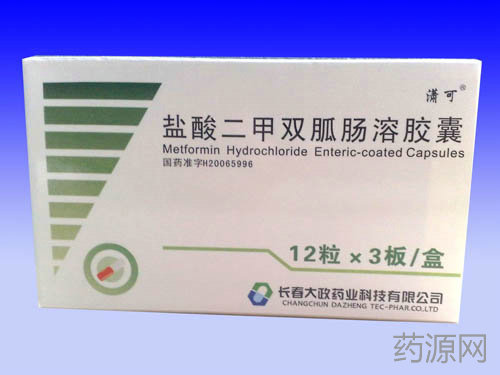 潇可®
盐酸二甲双胍肠溶胶囊
Metformin Hydrochloride Enteric-coated Capsules
国药准字H20065996
12粒×3板/盒
长春大政药业科技有限公司
CHANGCHUN DAZHENG TEC-PHAR.CO.LTD
药源网